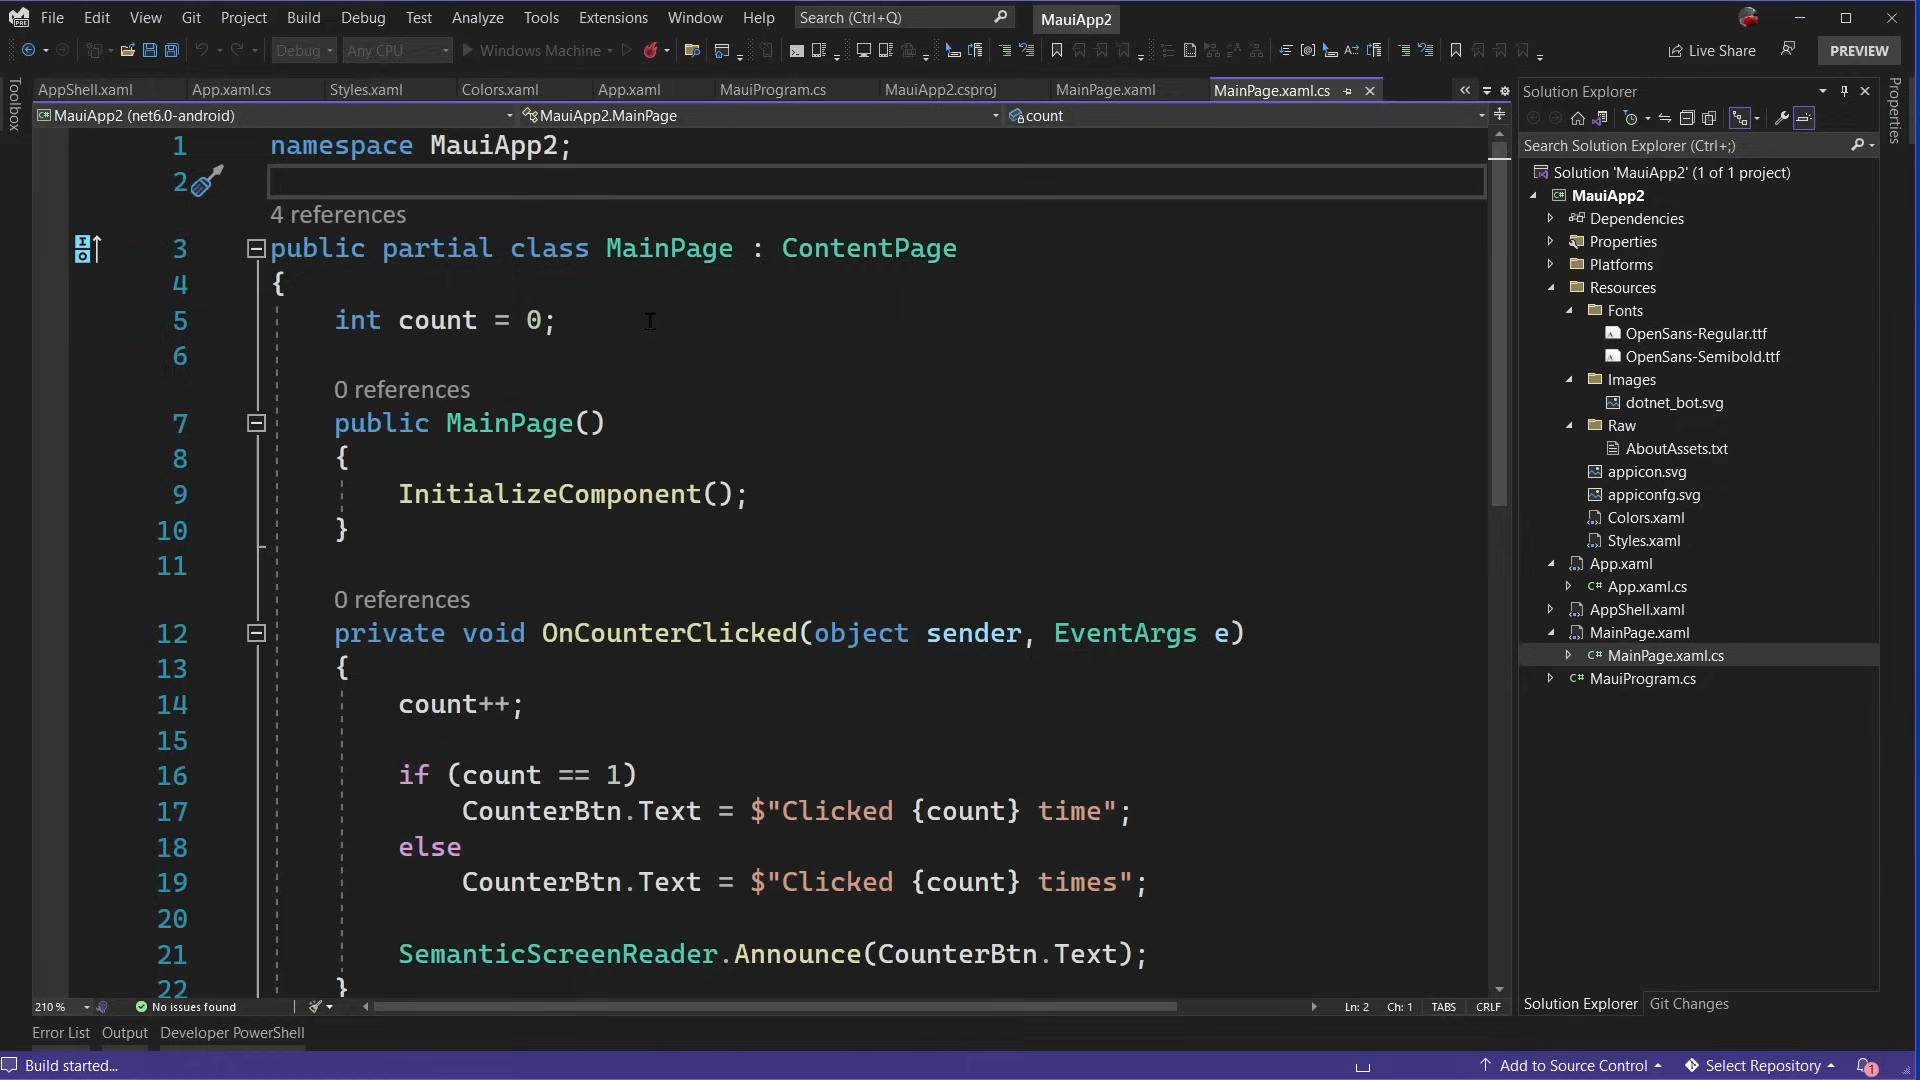 File Edit View Git Project Build Debug Test Analyze Tools Extensions Window Help Search (Ctrl+Q) MauiApp2
Debug Any CPU Windows Machine Live Share PREVIEW
Toolbox
AppShell.xaml App.xaml.cs Styles.xaml Colors.xaml App.xaml MauiProgram.cs MauiApp2.csproj MainPage.xaml MainPage.xaml.cs
MauiApp2 (net6.0-android) MauiApp2.MainPage count
1 namespace MauiApp2;
2
4 references
3 public partial class MainPage : ContentPage
4 {
5 int count = 0;
6
0 references
7 public MainPage()
8 {
9 InitializeComponent();
10 }
11
0 references
12 private void OnCounterClicked(object sender, EventArgs e)
13 {
14 count++;
15
16 if (count == 1)
17 CounterBtn.Text = $"Clicked {count} time";
18 else
19 CounterBtn.Text = $"Clicked {count} times";
20
21 SemanticScreenReader.Announce(CounterBtn.Text);
22 }
210 % No issues found Ln: 2 Ch: 1 TABS CRLF
Error List Output Developer PowerShell
Solution Explorer
Search Solution Explorer (Ctrl+;)
Solution 'MauiApp2' (1 of 1 project)
MauiApp2
Dependencies
Properties
Platforms
Resources
Fonts
OpenSans-Regular.ttf
OpenSans-Semibold.ttf
Images
dotnet_bot.svg
Raw
AboutAssets.txt
appicon.svg
appiconfg.svg
Colors.xaml
Styles.xaml
App.xaml
App.xaml.cs
AppShell.xaml
MainPage.xaml
MainPage.xaml.cs
MauiProgram.cs
Solution Explorer Git Changes
Properties
Build started... Add to Source Control Select Repository 1